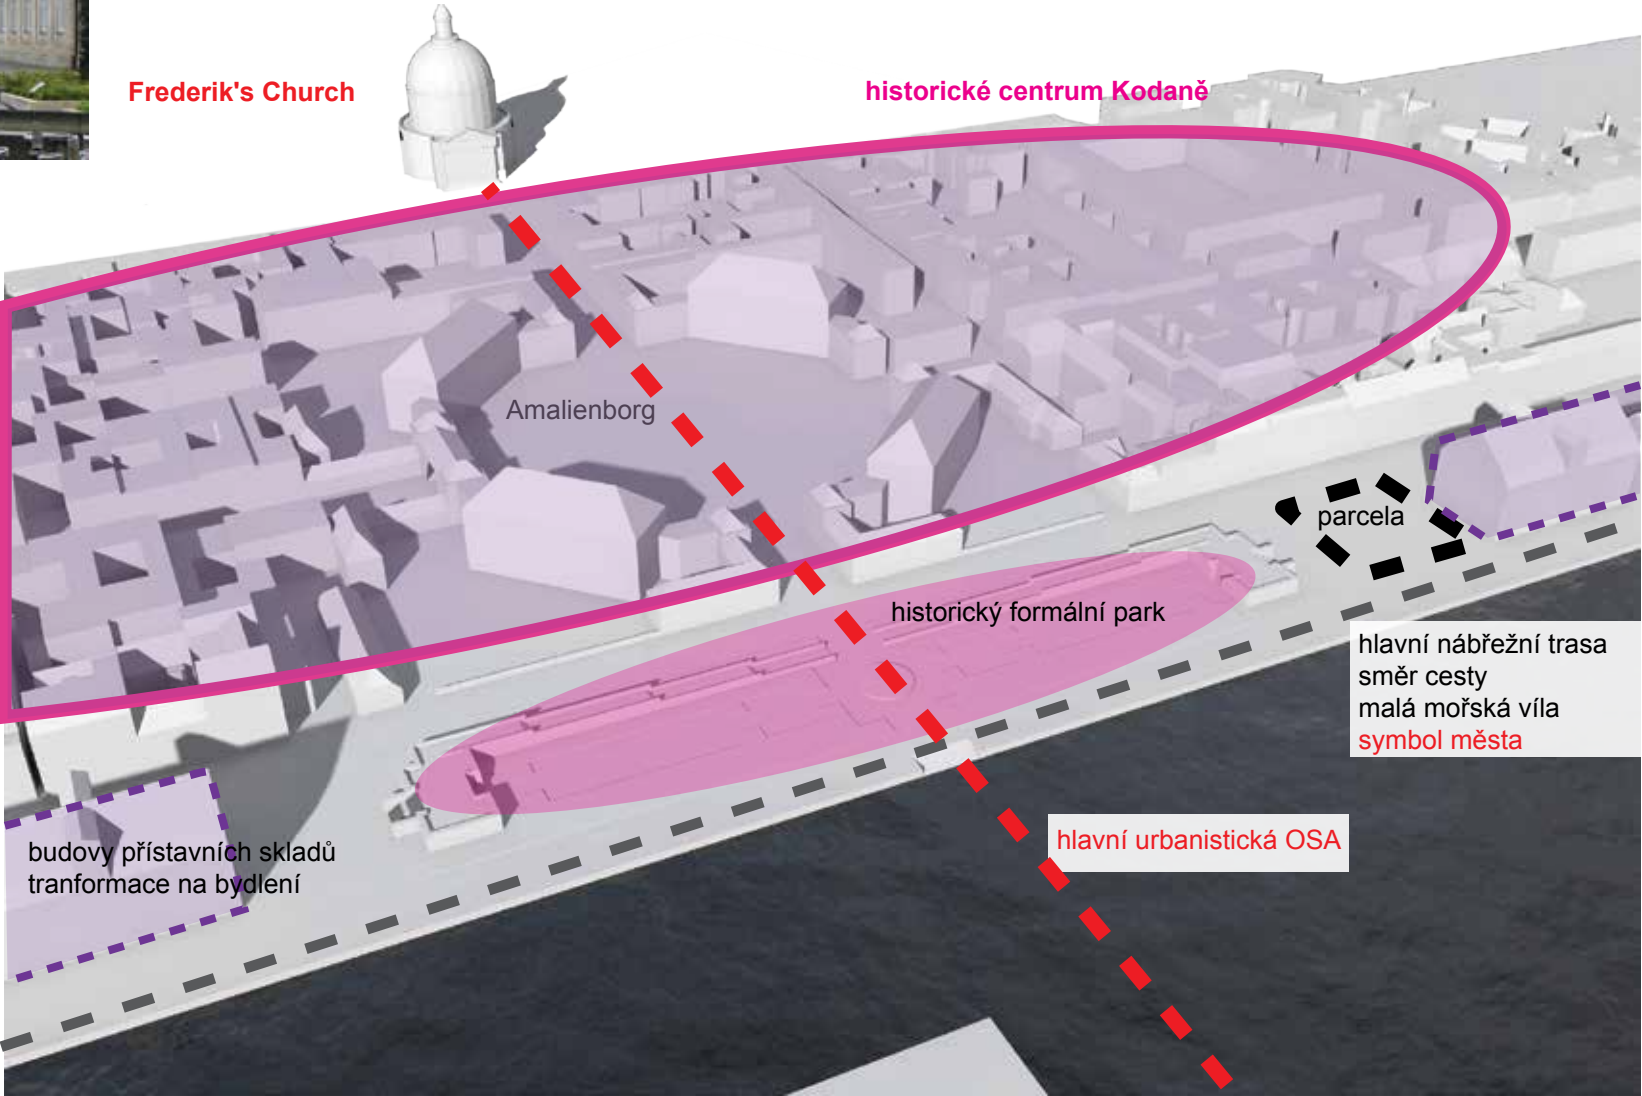 Frederik's Church
historické centrum Kodaně
Amalienborg
parcela
historický formální park
hlavní nábřežní trasa
směr cesty
malá mořská víla
symbol města
hlavní urbanistická OSA
budovy přístavních skladů
tranformace na bydlení